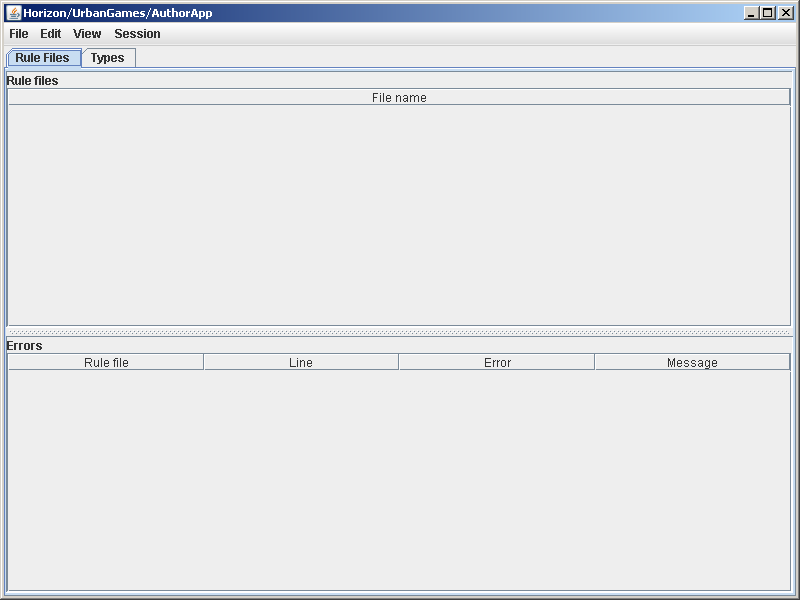 Horizon/UrbanGames/AuthorApp
File Edit View Session
Rule Files Types
Rule files
File name
Errors
Rule file Line Error Message